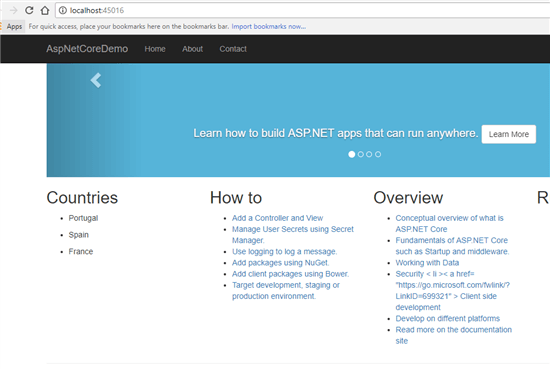 localhost:45016
Apps For quick access, place your bookmarks here on the bookmarks bar. Import bookmarks now...
AspNetCoreDemo Home About Contact
Learn how to build ASP.NET apps that can run anywhere. Learn More
Countries
Portugal
Spain
France
How to
Add a Controller and View
Manage User Secrets using Secret
Manager.
Use logging to log a message.
Add packages using NuGet.
Add client packages using Bower.
Target development, staging or
production environment.
Overview
Conceptual overview of what is
ASP.NET Core
Fundamentals of ASP.NET Core
such as Startup and middleware.
Working with Data
Security < li >< a href=
"https://go.microsoft.com/fwlink/?
LinkID=699321" > Client side
development
Develop on different platforms
Read more on the documentation
site
R